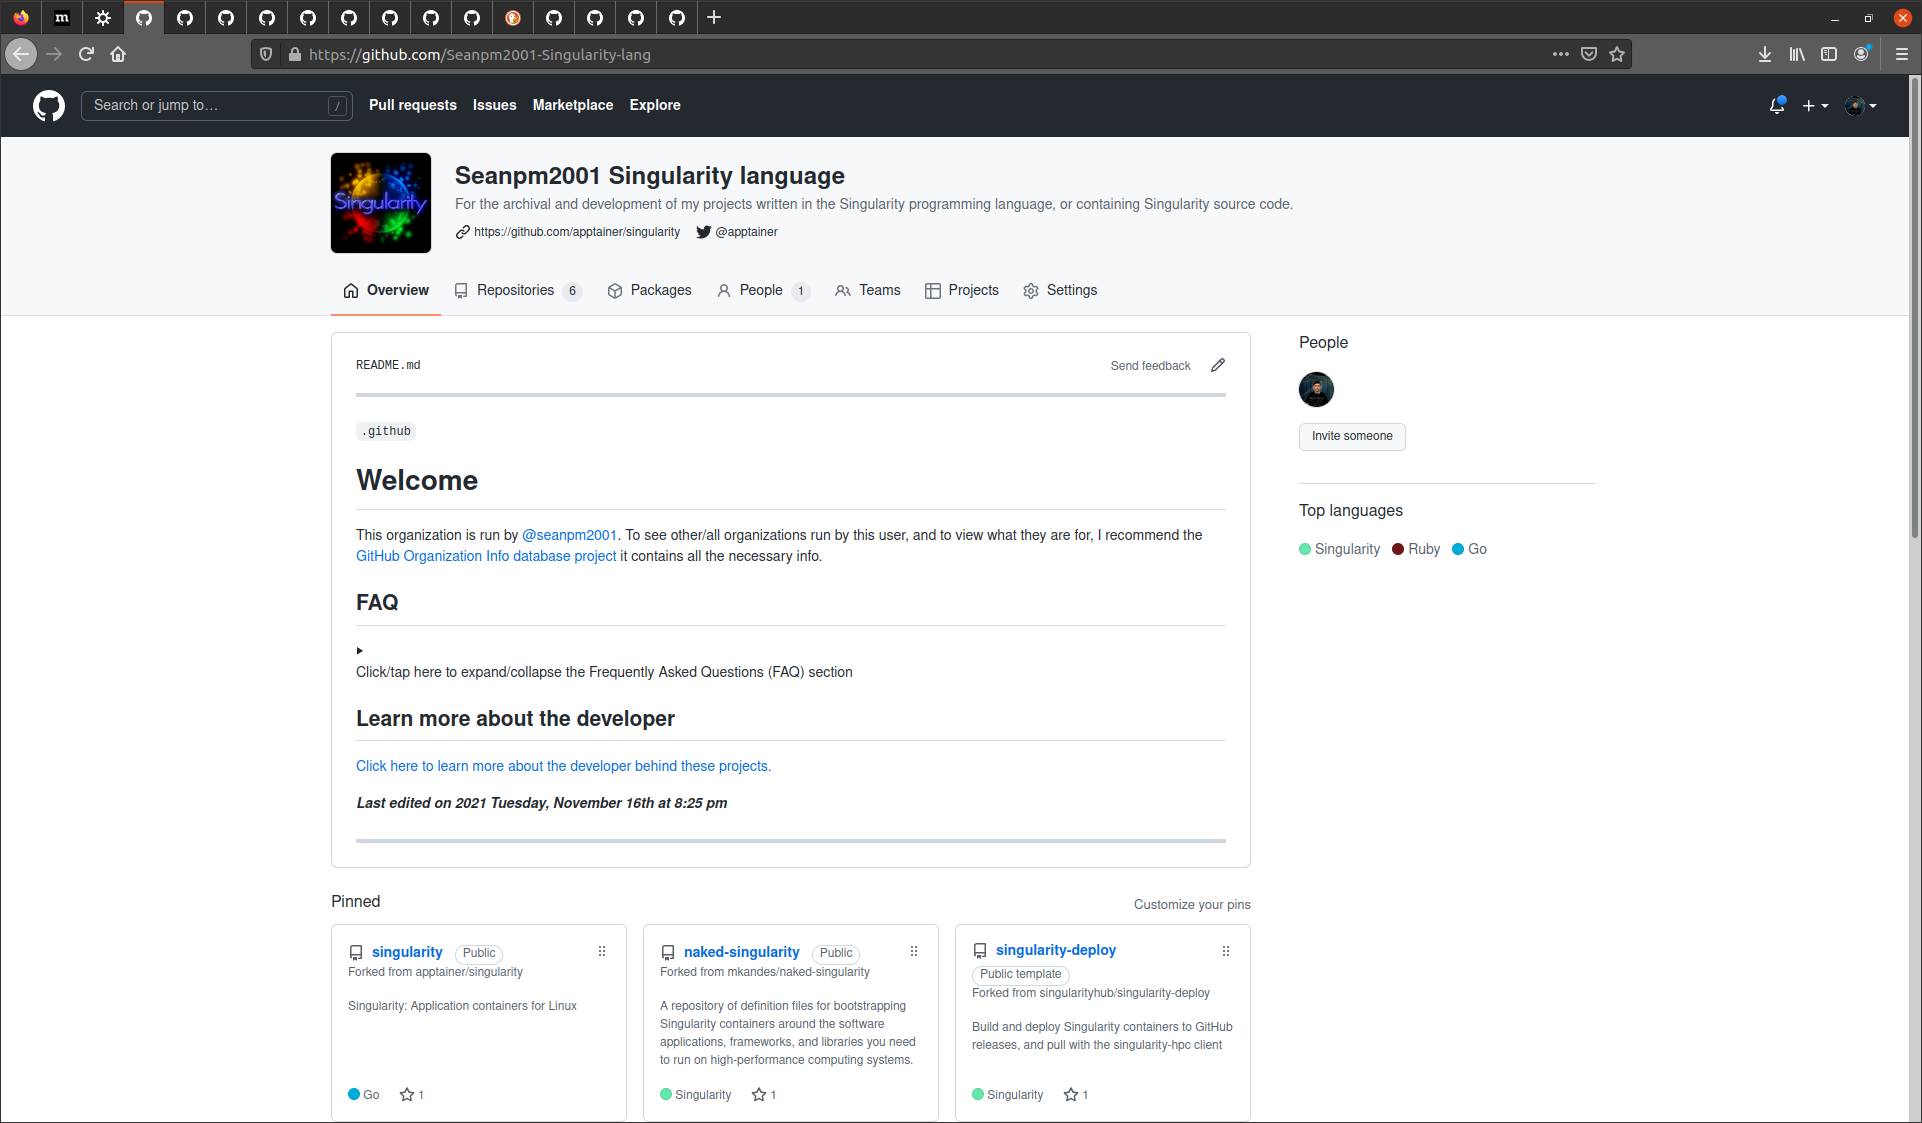 m
https://github.com/Seanpm2001-Singularity-lang
Search or jump to… /
Pull requests Issues Marketplace Explore
Singularity
Seanpm2001 Singularity language
For the archival and development of my projects written in the Singularity programming language, or containing Singularity source code.
https://github.com/apptainer/singularity @apptainer
Overview Repositories 6 Packages People 1 Teams Projects Settings
README.md Send feedback
.github
Welcome
This organization is run by @seanpm2001. To see other/all organizations run by this user, and to view what they are for, I recommend the
GitHub Organization Info database project it contains all the necessary info.
FAQ
Click/tap here to expand/collapse the Frequently Asked Questions (FAQ) section
Learn more about the developer
Click here to learn more about the developer behind these projects.
Last edited on 2021 Tuesday, November 16th at 8:25 pm
People
Invite someone
Top languages
Singularity Ruby Go
Pinned Customize your pins
singularity Public
Forked from apptainer/singularity
Singularity: Application containers for Linux
Go 1
naked-singularity Public
Forked from mkandes/naked-singularity
A repository of definition files for bootstrapping
Singularity containers around the software
applications, frameworks, and libraries you need
to run on high-performance computing systems.
Singularity 1
singularity-deploy
Public template
Forked from singularityhub/singularity-deploy
Build and deploy Singularity containers to GitHub
releases, and pull with the singularity-hpc client
Singularity 1